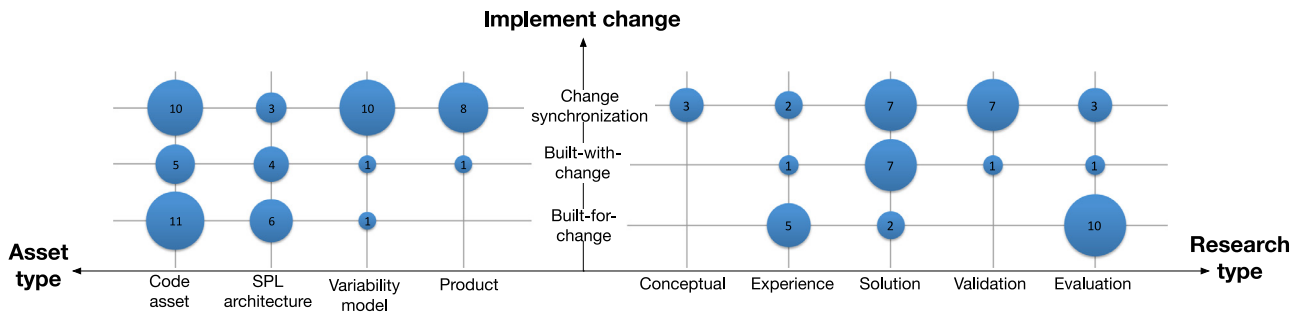 Implement change
10 3 10 8 Change
synchronization 3 2 7 7 3
5 4 1 1 Built-with-
change 1 7 1 1
11 6 1 Built-for-
change 5 2 10
Asset
type
Code
asset
SPL
architecture
Variability
model
Product
Conceptual
Experience
Solution
Validation
Evaluation
Research
type